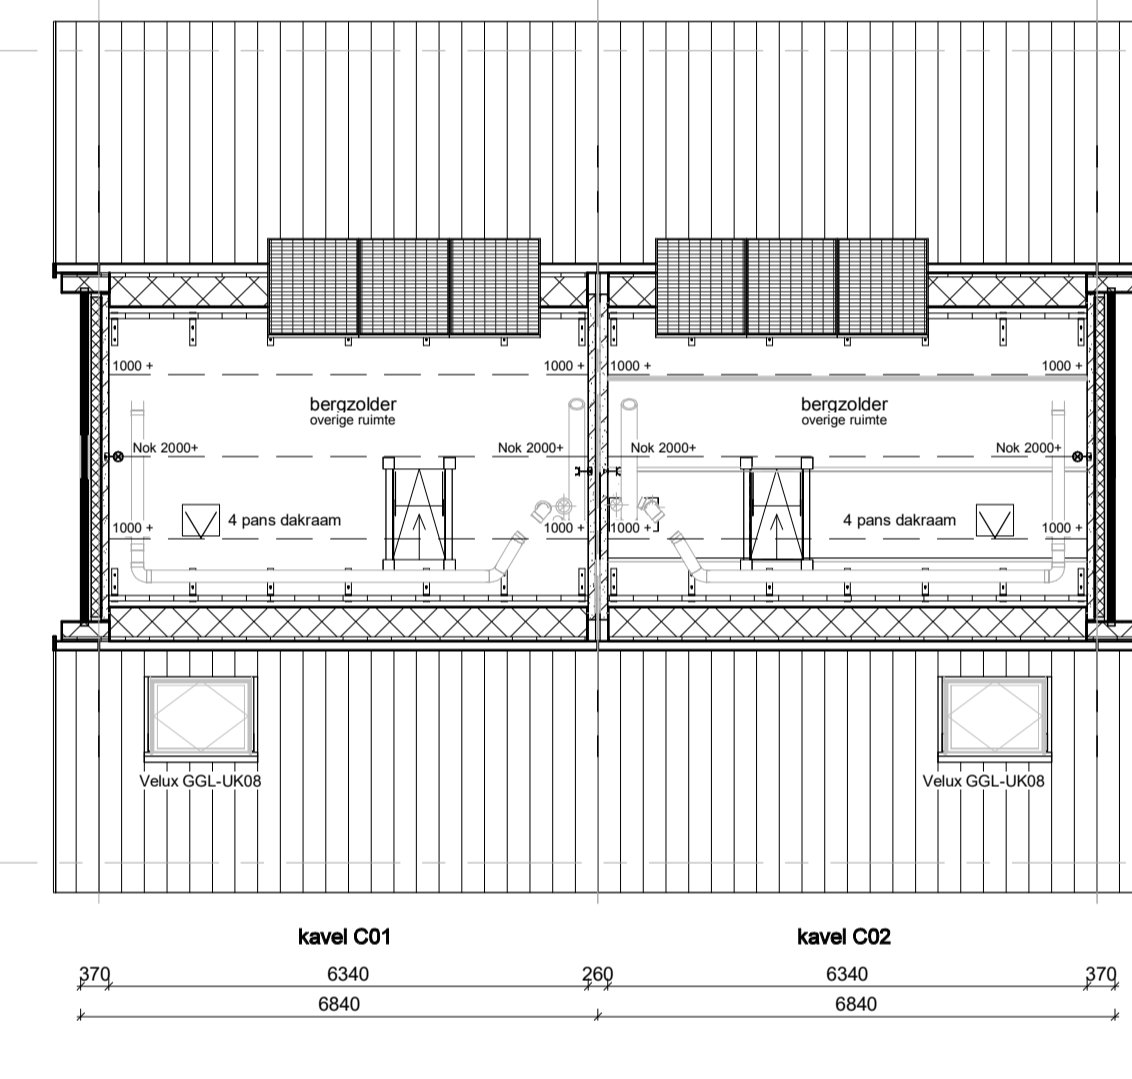 1000 + 1000 + 1000 + 1000 +
bergzolder bergzolder
overige ruimte overige ruimte
Nok 2000+ Nok 2000+ Nok 2000+ Nok 2000+
4 pans dakraam 4 pans dakraam
1000 + 1000 + 1000 + 1000 +
Velux GGL-UK08 Velux GGL-UK08
kavel C01 kavel C02
370 6340 260 6340 370
6840 6840